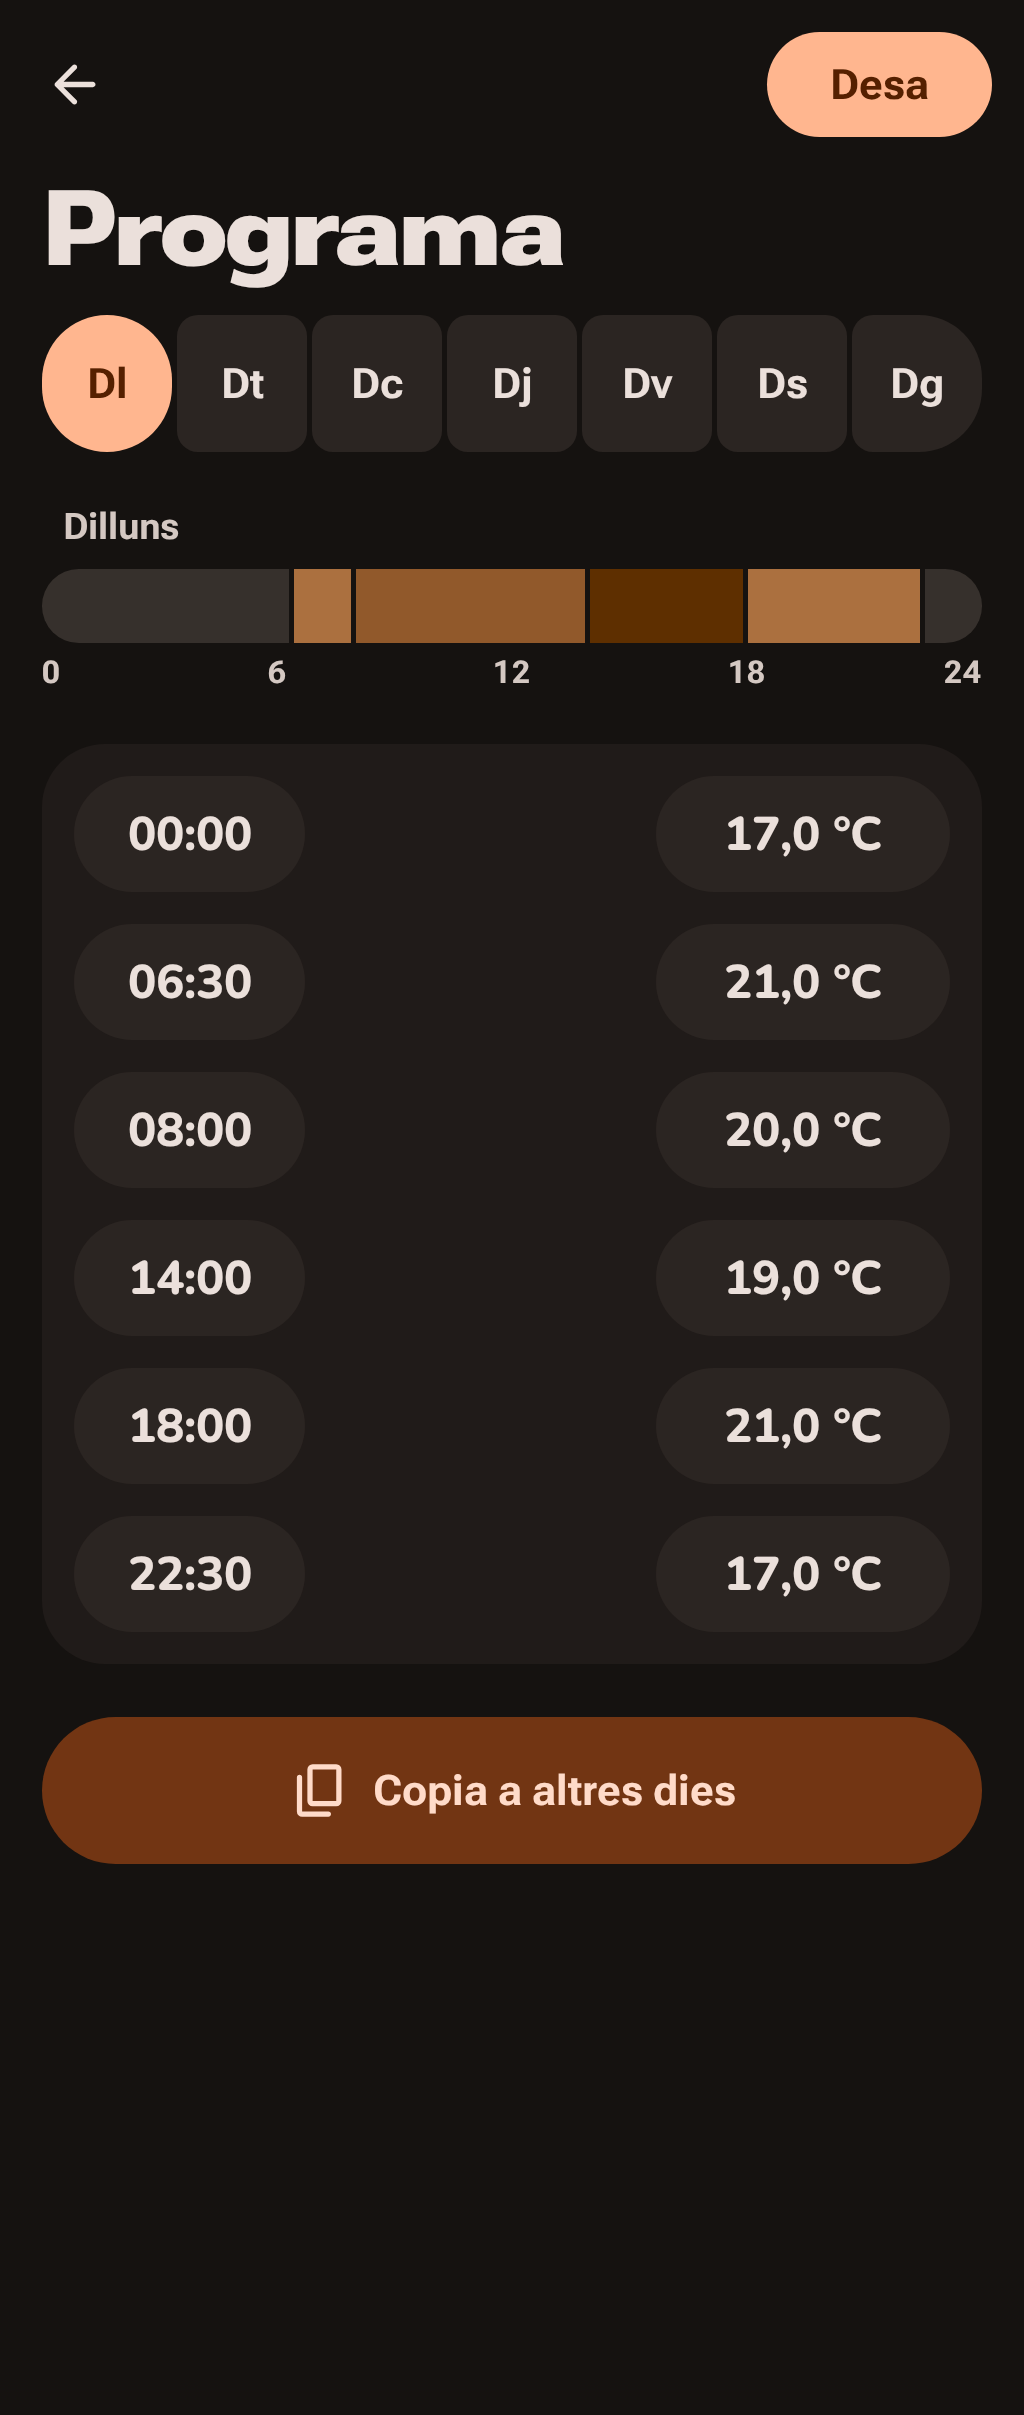 Desa
Programa
Dl Dt Dc Dj Dv Ds Dg
Dilluns
0 6 12 18 24
00:00 17,0 °C
06:30 21,0 °C
08:00 20,0 °C
14:00 19,0 °C
18:00 21,0 °C
22:30 17,0 °C
Copia a altres dies